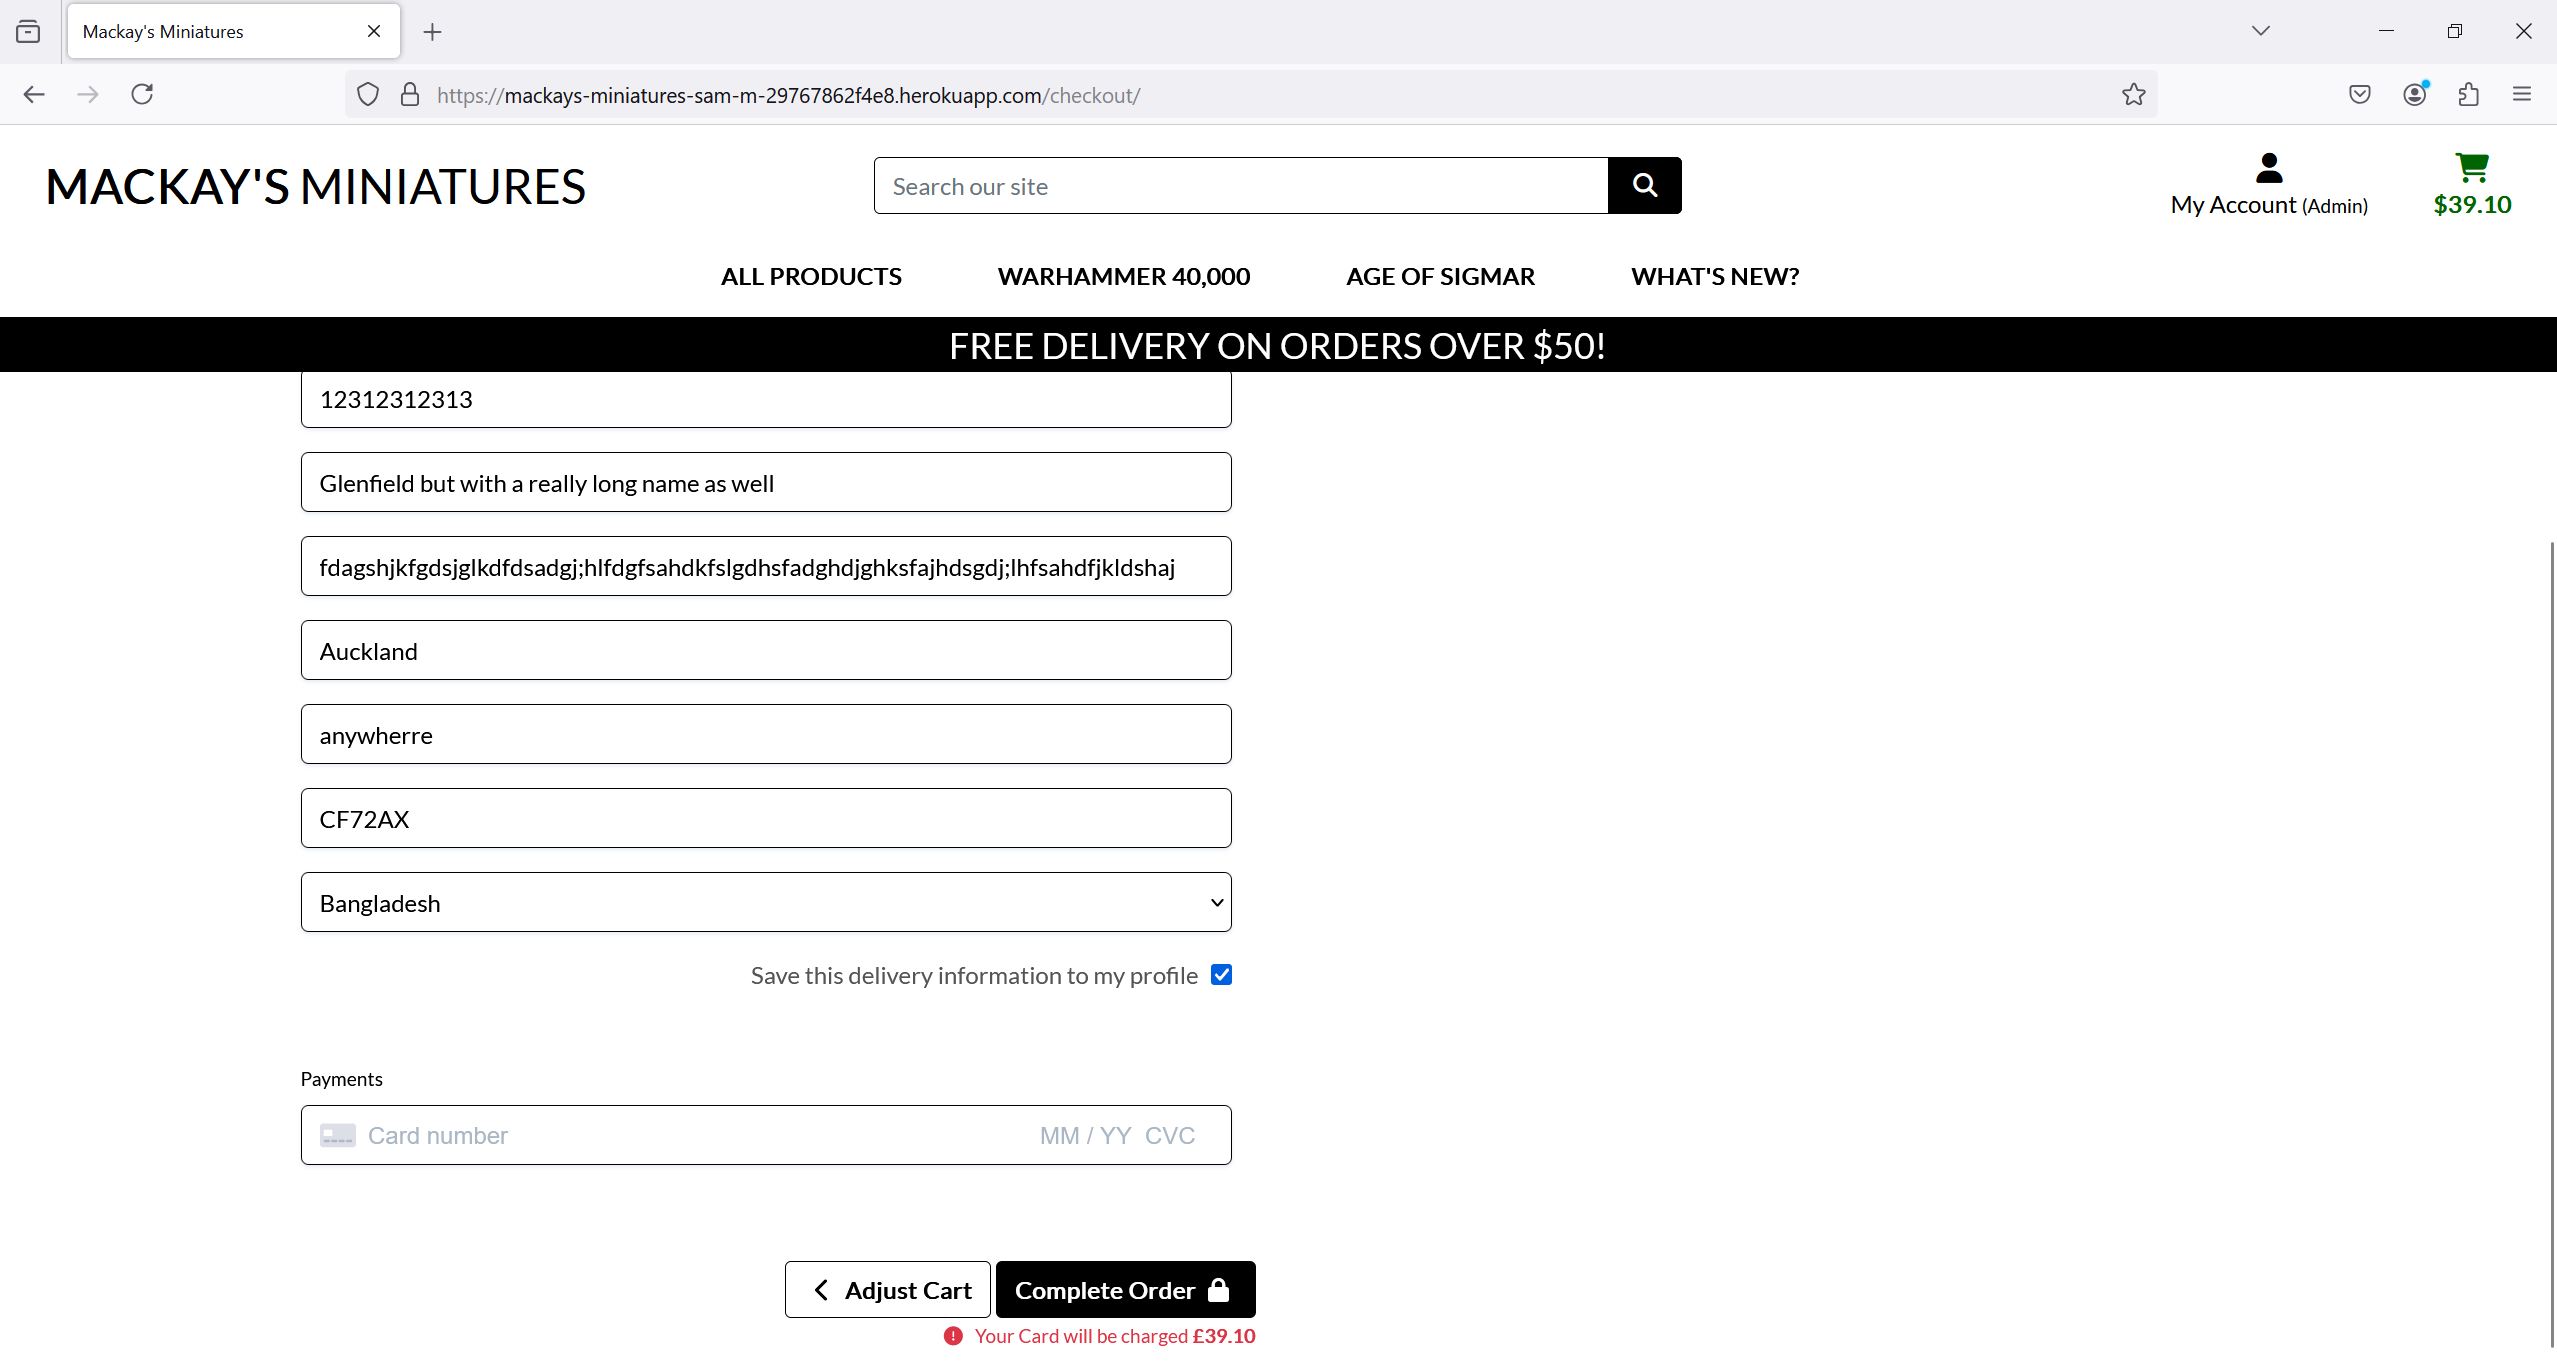 Mackay's Miniatures
https://mackays-miniatures-sam-m-29767862f4e8.herokuapp.com/checkout/
MACKAY'S MINIATURES
Search our site
My Account (Admin)
$39.10
ALL PRODUCTS
WARHAMMER 40,000
AGE OF SIGMAR
WHAT'S NEW?
FREE DELIVERY ON ORDERS OVER $50!
12312312313
Glenfield but with a really long name as well
fdagshjkfgdsjglkdfdsadgj;hlfdgfsahdkfslgdhsfadghdjghksfajhdsgdj;lhfsahdfjkldshaj
Auckland
anywherre
CF72AX
Bangladesh
Save this delivery information to my profile
Payments
Card number
MM / YY CVC
Adjust Cart
Complete Order
Your Card will be charged £39.10